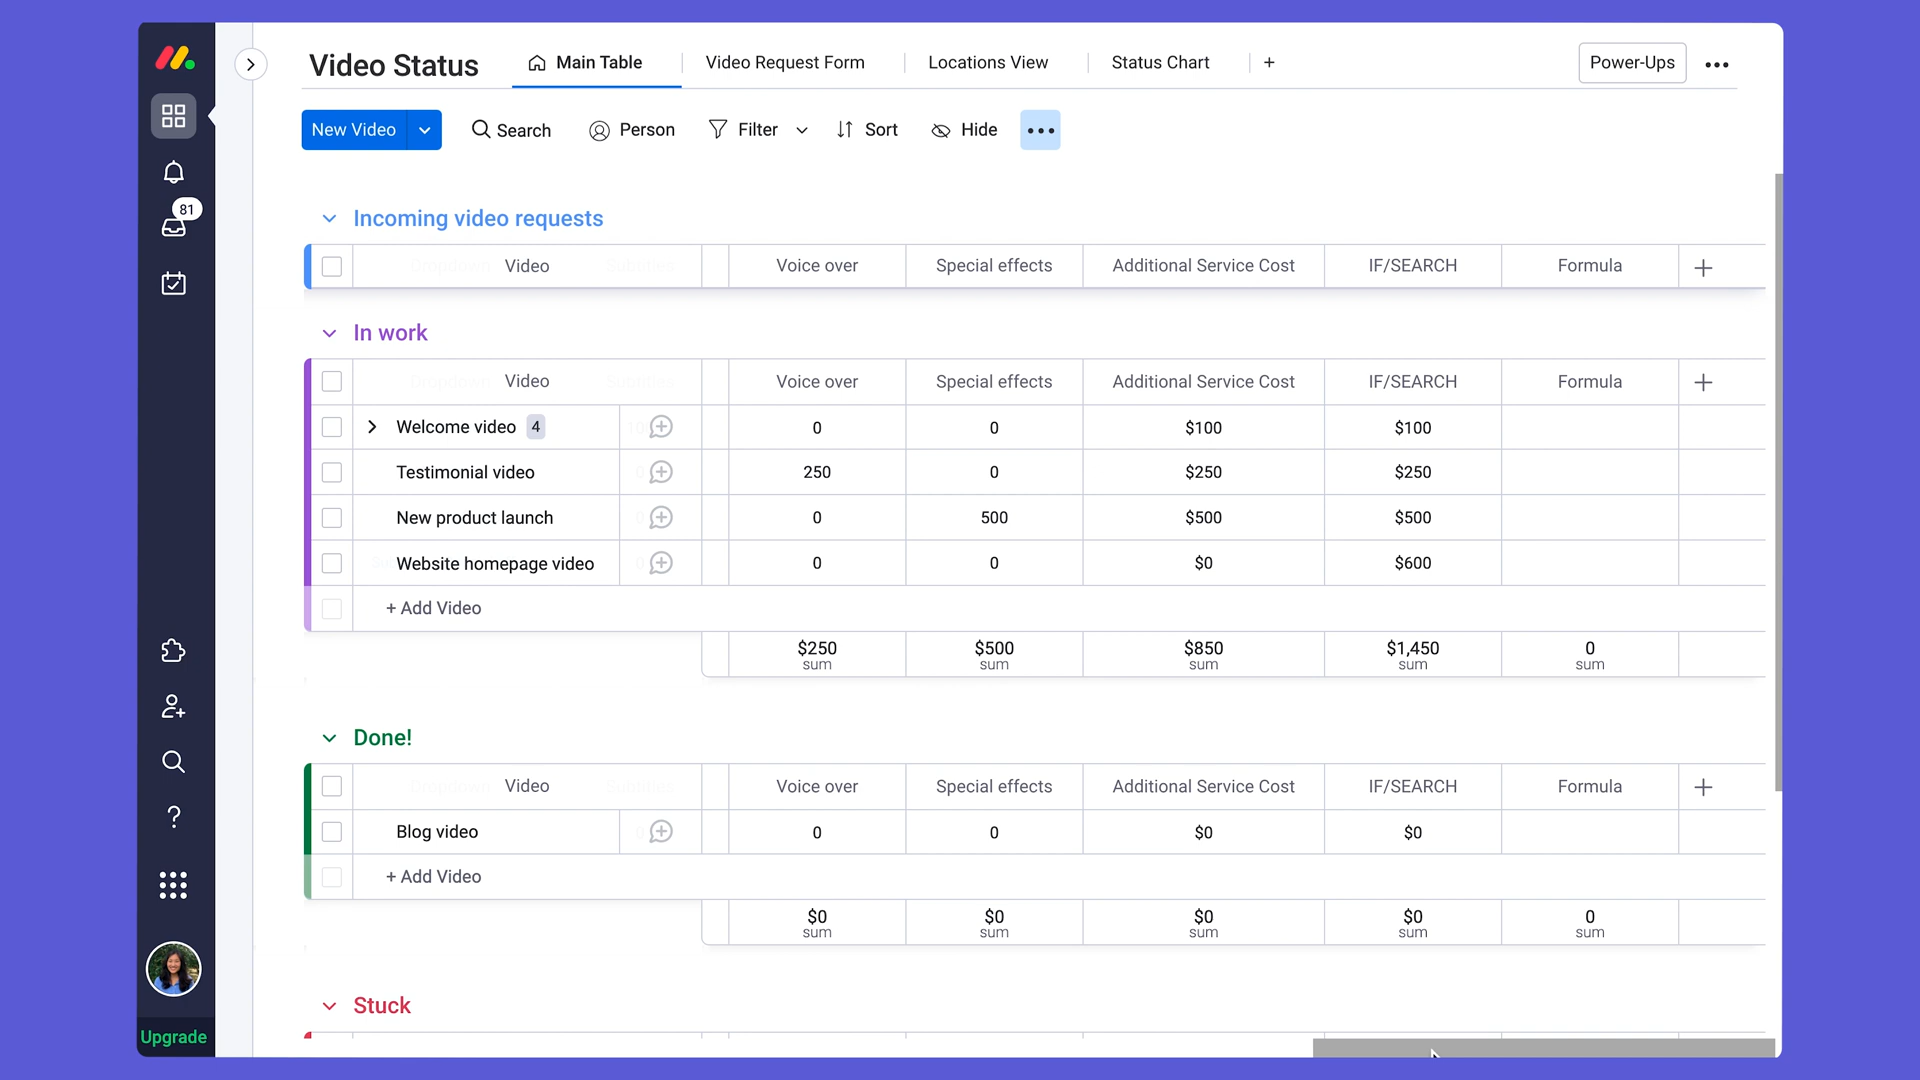 Video Status
Main Table
Video Request Form
Locations View
Status Chart
+
Power-Ups
New Video
Search
Person
Filter
Sort
Hide
81
Incoming video requests
Dropdown Video Subtitles Voice over Special effects Additional Service Cost IF/SEARCH Formula +
In work
Dropdown Video Subtitles Voice over Special effects Additional Service Cost IF/SEARCH Formula +
Welcome video 4 0 0 $100 $100
Testimonial video 250 0 $250 $250
New product launch 0 500 $500 $500
Website homepage video 0 0 $0 $600
+ Add Video
$250 $500 $850 $1,450 0
sum sum sum sum sum
Done!
Dropdown Video Subtitles Voice over Special effects Additional Service Cost IF/SEARCH Formula +
Blog video 0 0 $0 $0
+ Add Video
$0 $0 $0 $0 0
sum sum sum sum sum
Stuck
?
Upgrade